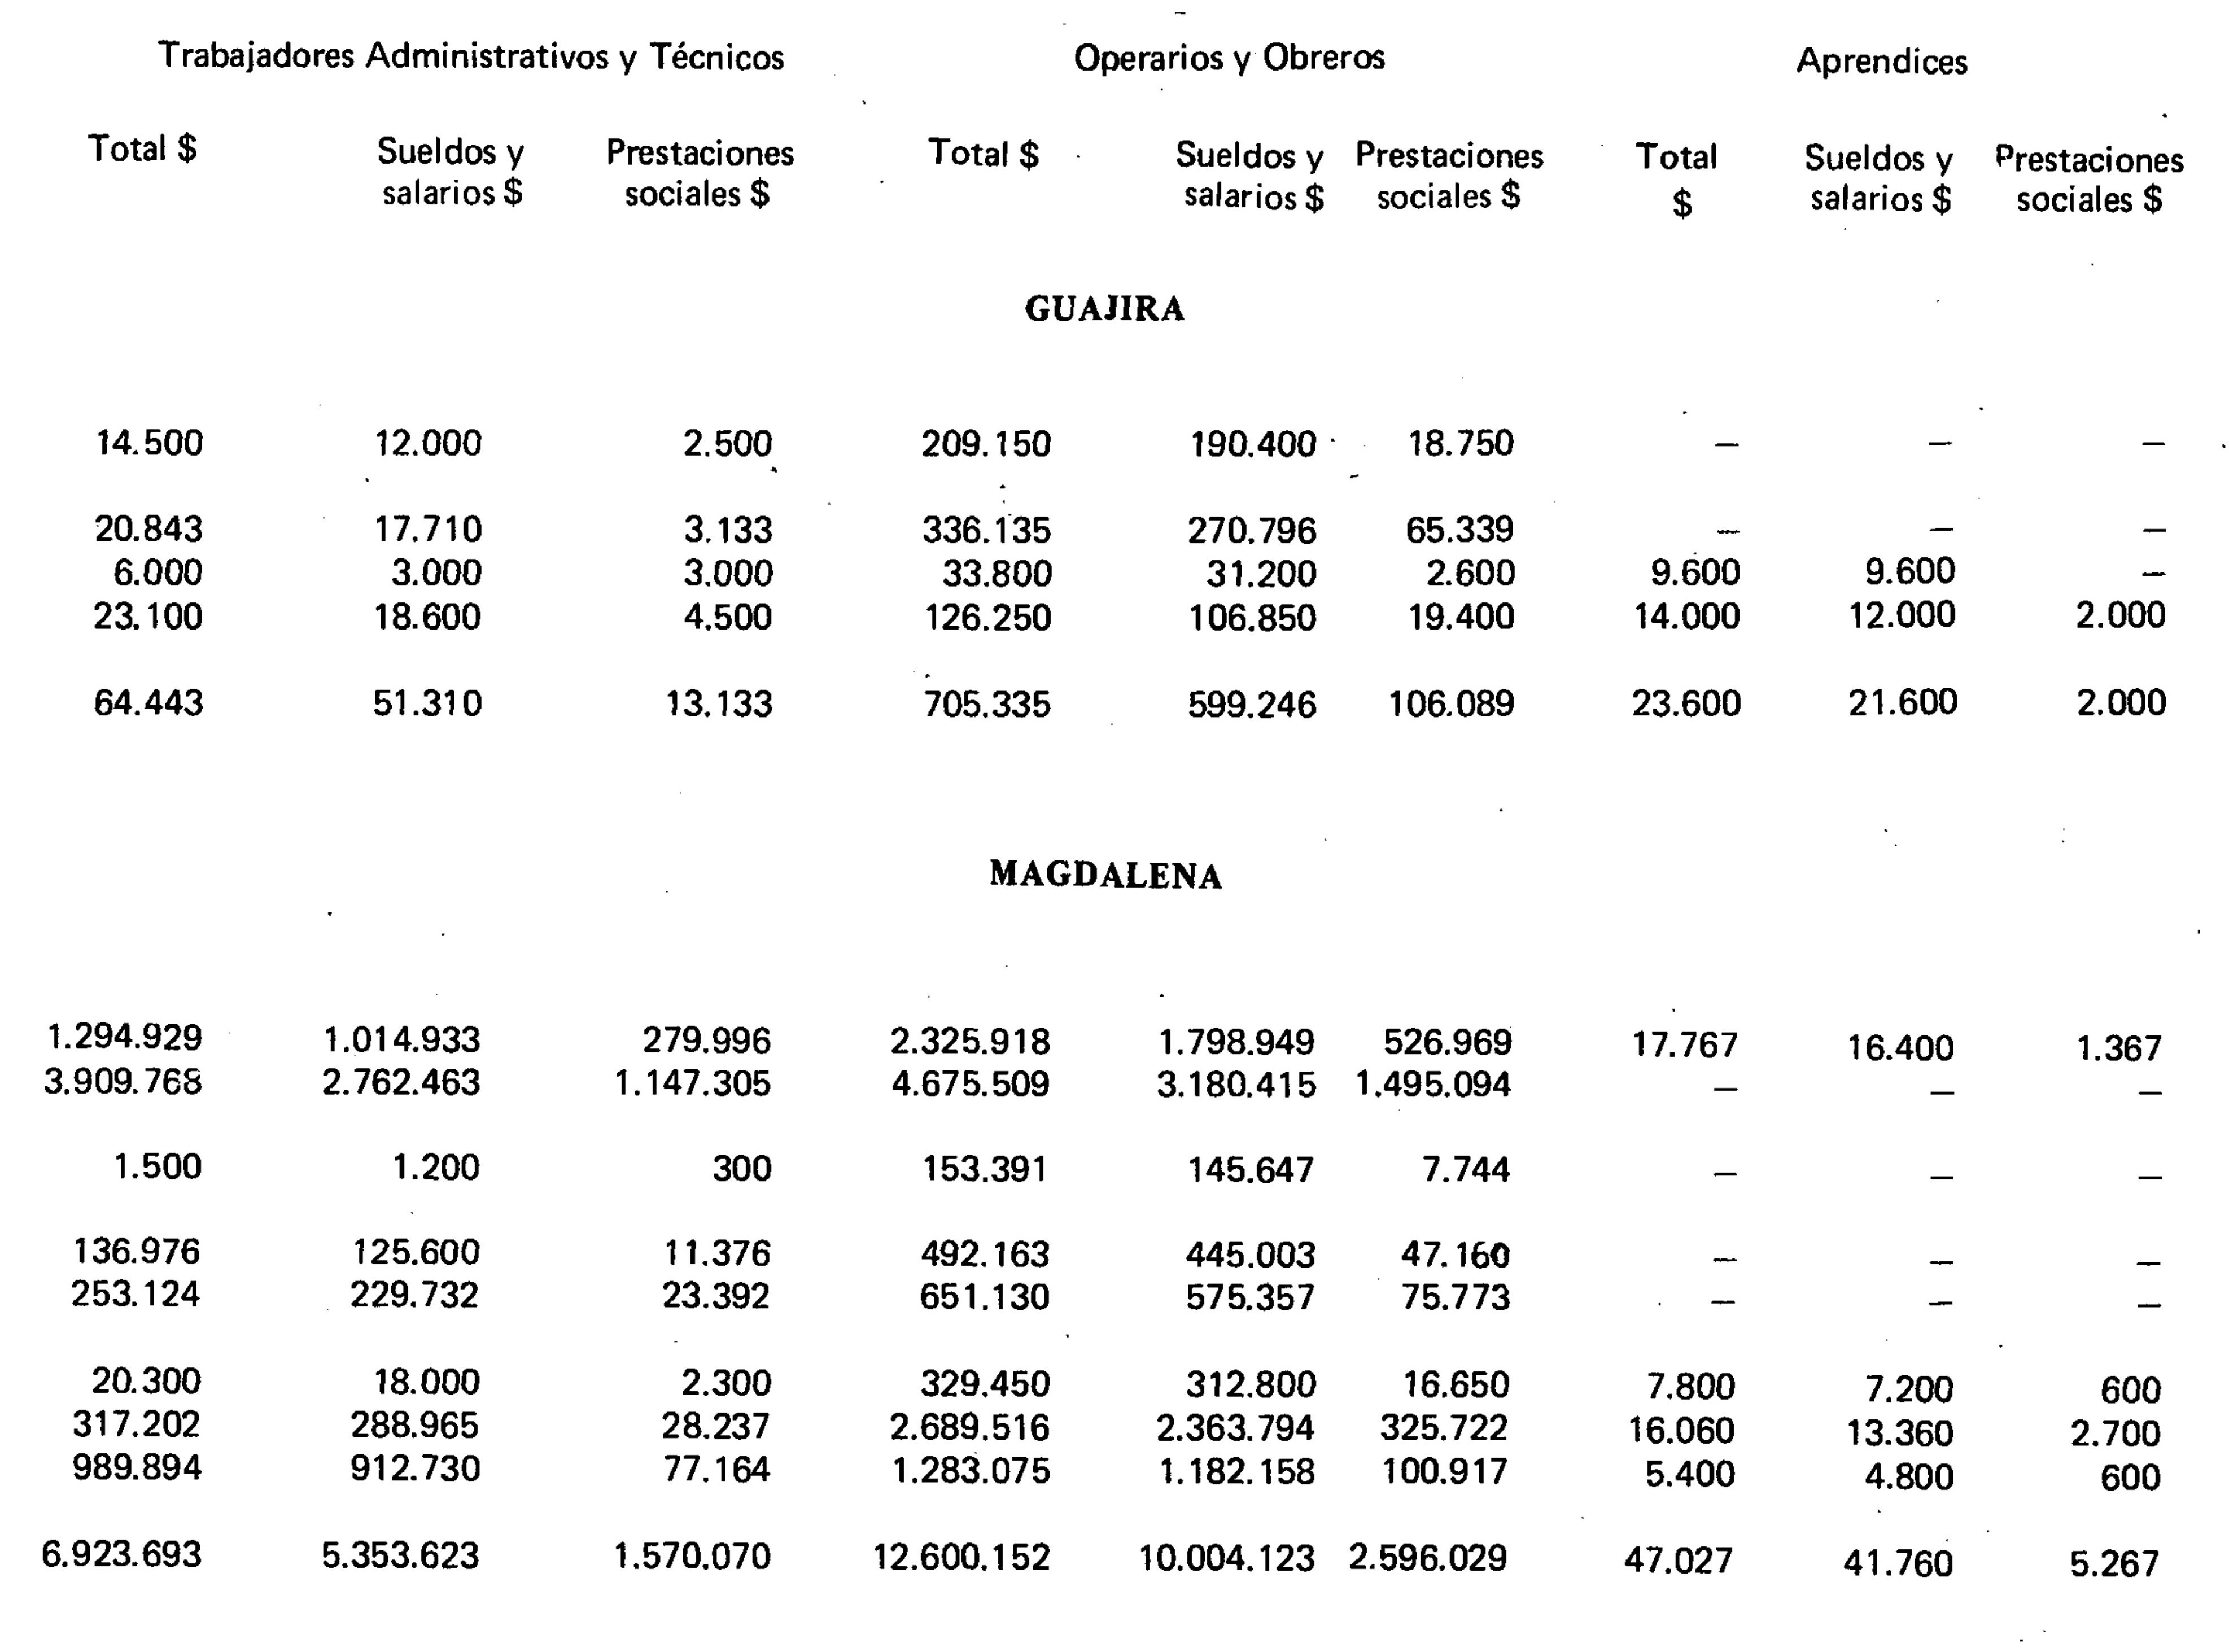 Trabajadores Administrativos y Técnicos Operarios y Obreros Aprendices
Total $ Sueldos y Prestaciones Total $ Sueldos y Prestaciones Total Sueldos y Prestaciones
salarios $ sociales $ salarios $ sociales $ $ salarios $ sociales $
GUAJIRA
14.500 12.000 2.500 209.150 190.400 18.750 — — —
20.843 17.710 3.133 336.135 270.796 65.339 — — —
6.000 3.000 3.000 33.800 31.200 2.600 9.600 9.600 —
23.100 18.600 4.500 126.250 106.850 19.400 14.000 12.000 2.000
64.443 51.310 13.133 705.335 599.246 106.089 23.600 21.600 2.000
MAGDALENA
1.294.929 1.014.933 279.996 2.325.918 1.798.949 526.969 17.767 16.400 1.367
3.909.768 2.762.463 1.147.305 4.675.509 3.180.415 1.495.094 — — —
1.500 1.200 300 153.391 145.647 7.744 — — —
136.976 125.600 11.376 492.163 445.003 47.160 — — —
253.124 229.732 23.392 651.130 575.357 75.773 — — —
20.300 18.000 2.300 329.450 312.800 16.650 7.800 7.200 600
317.202 288.965 28.237 2.689.516 2.363.794 325.722 16.060 13.360 2.700
989.894 912.730 77.164 1.283.075 1.182.158 100.917 5.400 4.800 600
6.923.693 5.353.623 1.570.070 12.600.152 10.004.123 2.596.029 47.027 41.760 5.267